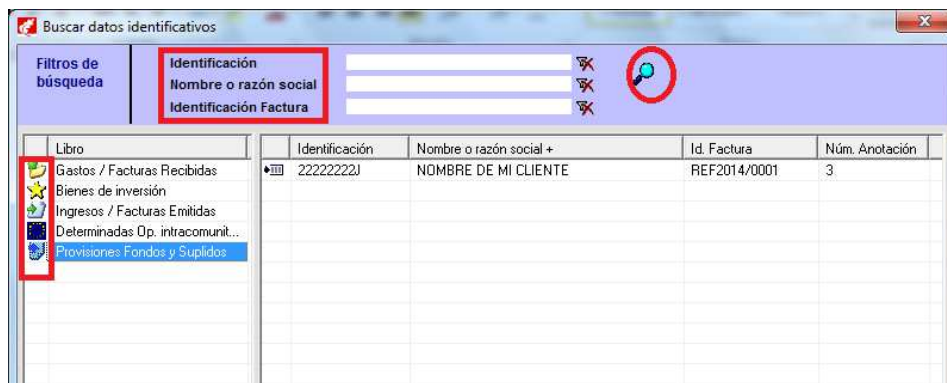 Buscar datos identificativos
Filtros de búsqueda
Identificación
Nombre o razón social
Identificación Factura
Libro
Gastos / Facturas Recibidas
Bienes de inversión
Ingresos / Facturas Emitidas
Determinadas Op. intracomunit...
Provisiones Fondos y Suplidos
Identificación Nombre o razón social + Id. Factura Núm. Anotación
22222222J NOMBRE DE MI CLIENTE REF2014/0001 3